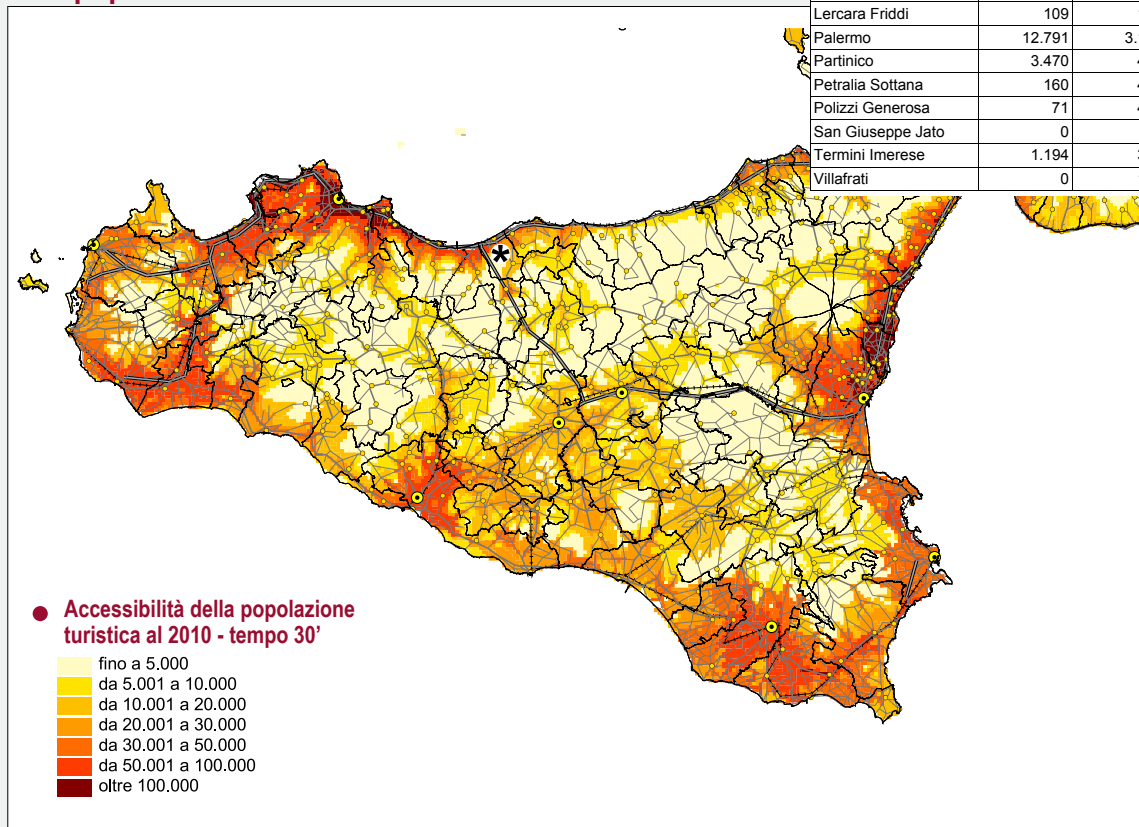 Lercara Friddi 109
Palermo 12.791 3.
Partinico 3.470
Petralia Sottana 160
Polizzi Generosa 71
San Giuseppe Jato 0
Termini Imerese 1.194
Villafrati 0
*
● Accessibilità della popolazione
turistica al 2010 - tempo 30’
fino a 5.000
da 5.001 a 10.000
da 10.001 a 20.000
da 20.001 a 30.000
da 30.001 a 50.000
da 50.001 a 100.000
oltre 100.000